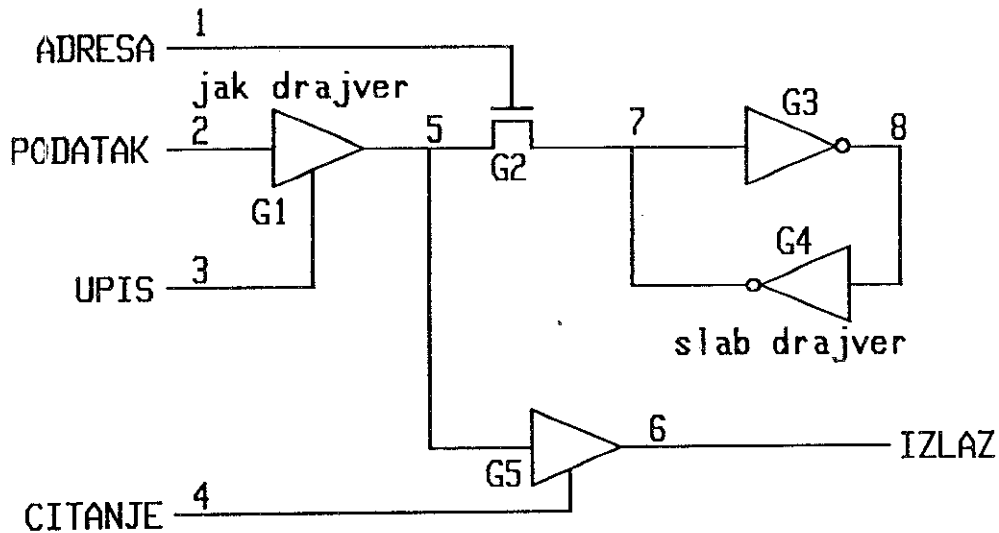 1
ADRESA
jak drajver
2
PODATAK
5
7
G3
8
G2
G1
G4
3
UPIS
slab drajver
6
IZLAZ
G5
4
CITANJE